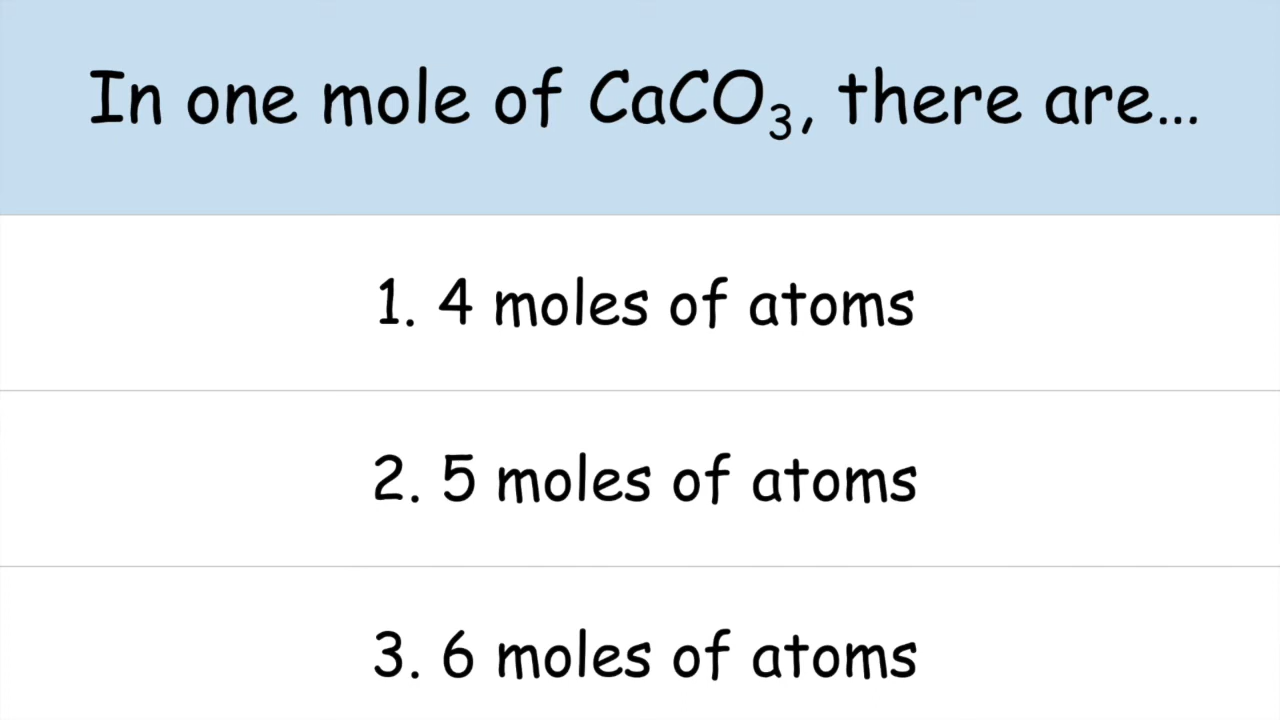 In one mole of CaCO₃, there are...
1. 4 moles of atoms
2. 5 moles of atoms
3. 6 moles of atoms